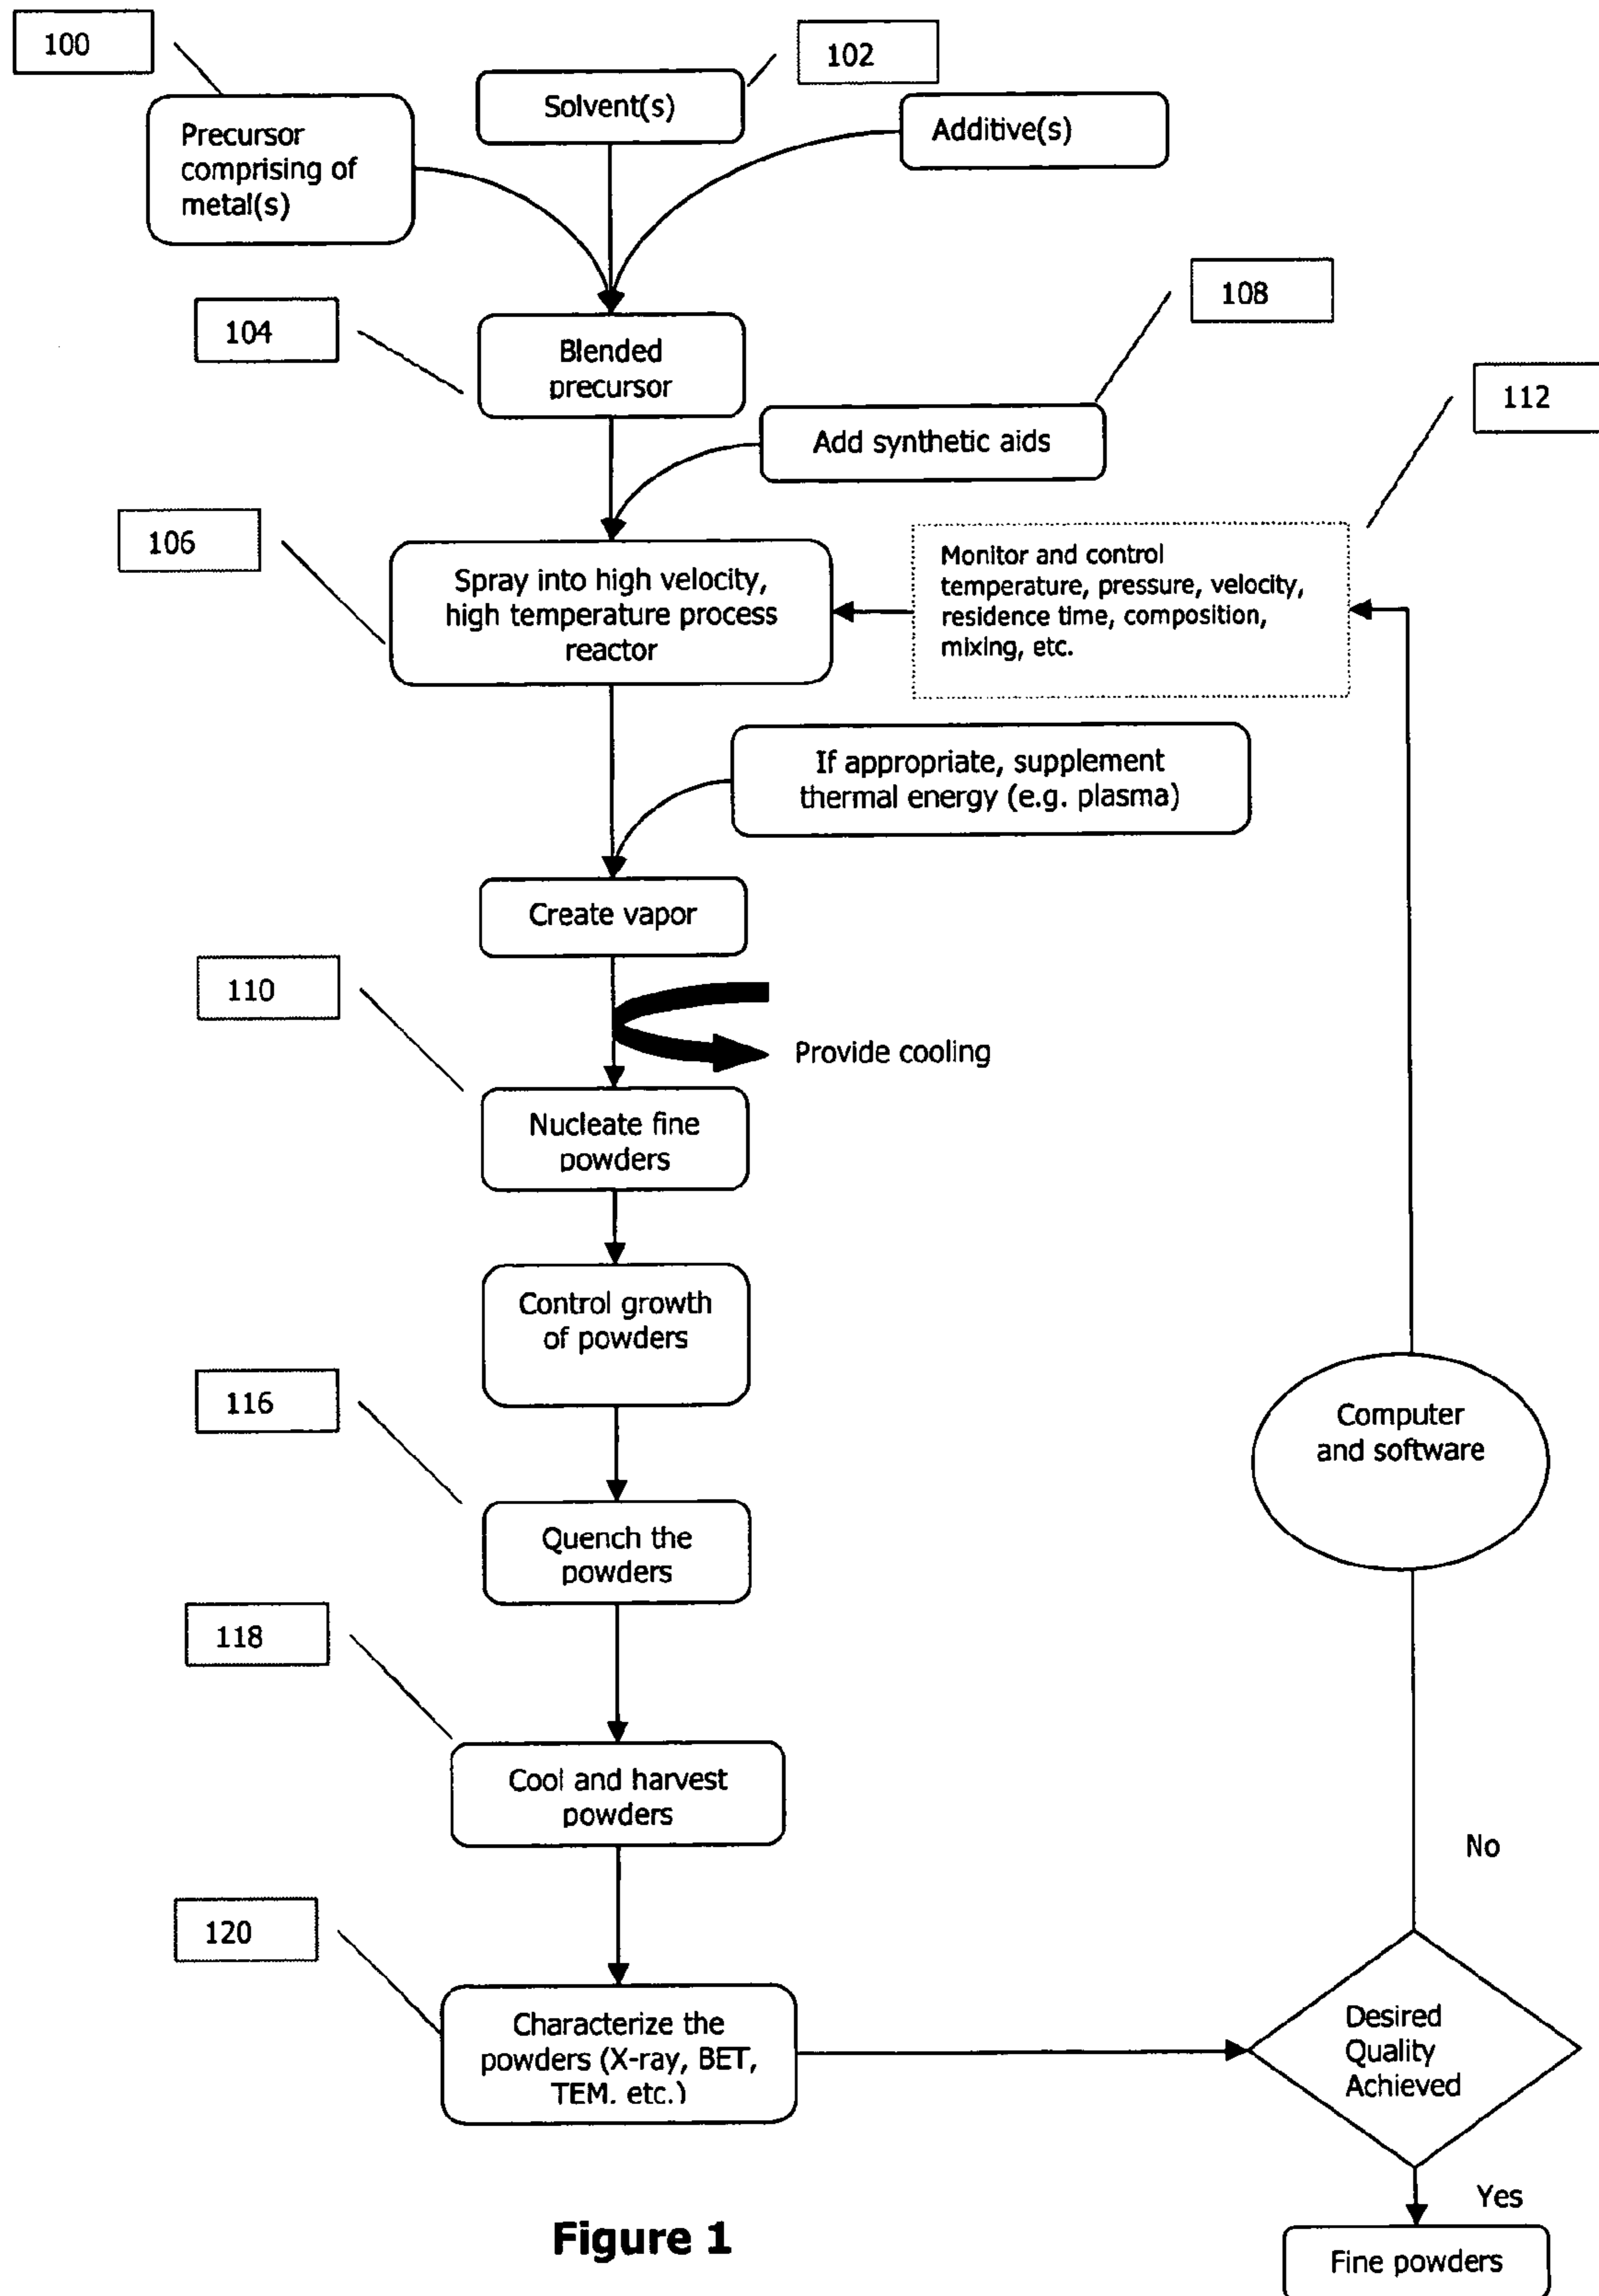 100
102
Solvent(s)
Additive(s)
Precursor
comprising of
metal(s)
108
104
Blended
precursor
112
Add synthetic aids
106
Spray into high velocity,
high temperature process
reactor
Monitor and control
temperature, pressure, velocity,
residence time, composition,
mixing, etc.
If appropriate, supplement
thermal energy (e.g. plasma)
Create vapor
110
Provide cooling
Nucleate fine
powders
Control growth
of powders
116
Computer
and software
Quench the
powders
118
Cool and harvest
powders
No
120
Characterize the
powders (X-ray, BET,
TEM. etc.)
Desired
Quality
Achieved
Yes
Figure 1
Fine powders